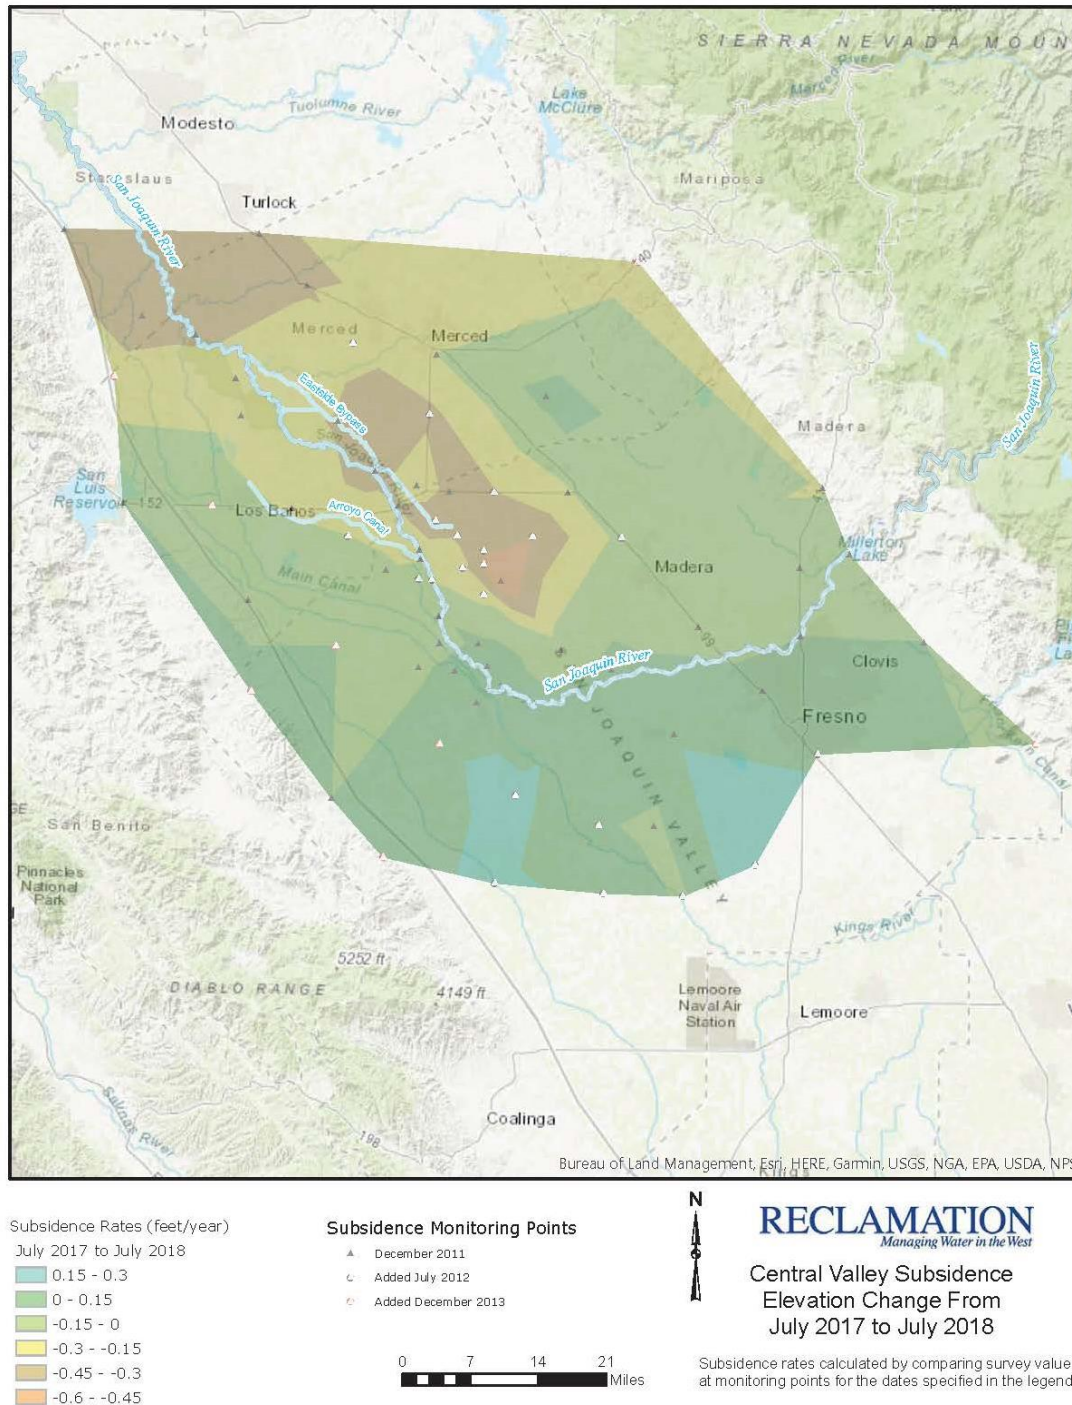 SIERRA NEVADA MOUN
Merced River
Lake
McClure
Tuolumne River
Modesto
Stanislaus
Mariposa
San Joaquin River
Turlock
40
Merced
Merced
San Joaquin River
Eastside Bypass
Madera
San Joaquin River
San
Luis
Reservoir
152
Los Baños
Arroyo Canal
Millerton
Lake
Main Canal
Madera
99
San Joaquin River
Clovis
Fresno
JOAQUIN VALLEY
San Benito
Pinnacles
National
Park
Kings River
5252 ft
DIABLO RANGE
4149 ft
Lemoore
Naval Air
Station
Lemoore
Salinas River
Coalinga
198
Kings
Bureau of Land Management, Esri, HERE, Garmin, USGS, NGA, EPA, USDA, NPS
Subsidence Rates (feet/year)
July 2017 to July 2018
0.15 - 0.3
0 - 0.15
-0.15 - 0
-0.3 - -0.15
-0.45 - -0.3
-0.6 - -0.45
Subsidence Monitoring Points
December 2011
Added July 2012
Added December 2013
0 7 14 21
Miles
N
RECLAMATION
Managing Water in the West
Central Valley Subsidence
Elevation Change From
July 2017 to July 2018
Subsidence rates calculated by comparing survey value
at monitoring points for the dates specified in the legend